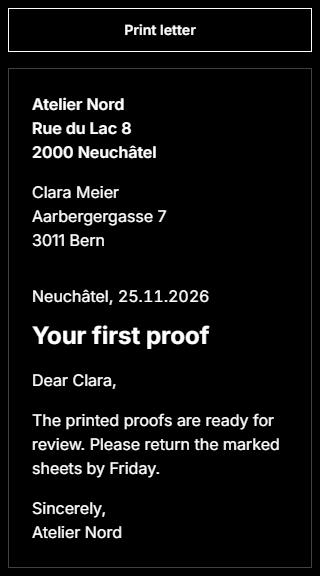 Print letter
Atelier Nord
Rue du Lac 8
2000 Neuchâtel
Clara Meier
Aarbergergasse 7
3011 Bern
Neuchâtel, 25.11.2026
Your first proof
Dear Clara,
The printed proofs are ready for
review. Please return the marked
sheets by Friday.
Sincerely,
Atelier Nord